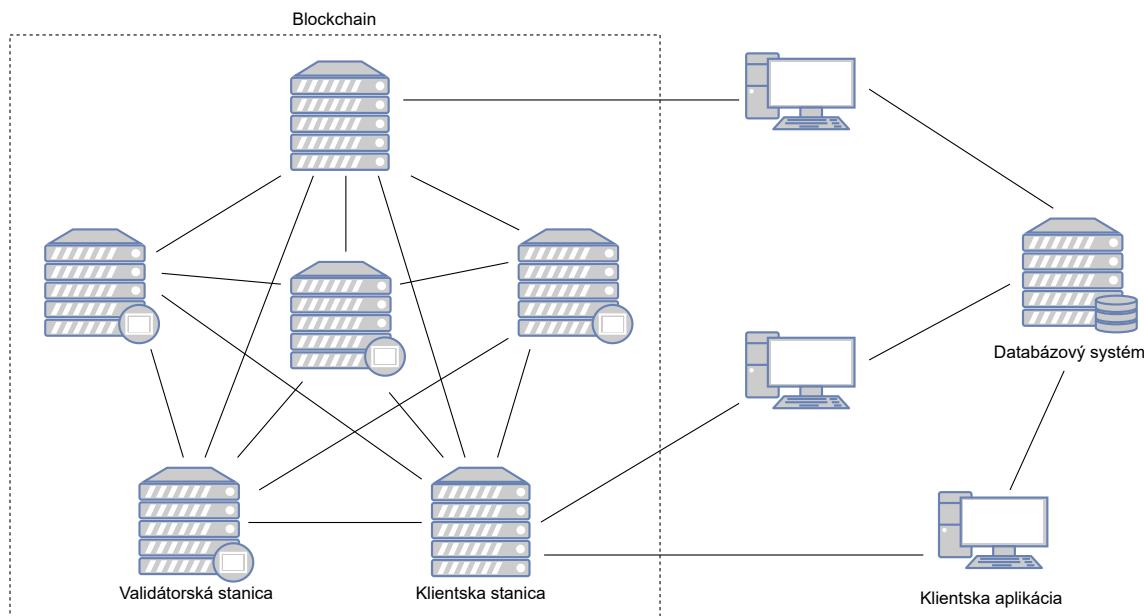 Blockchain
Databázový systém
Validátorská stanica
Klientska stanica
Klientska aplikácia